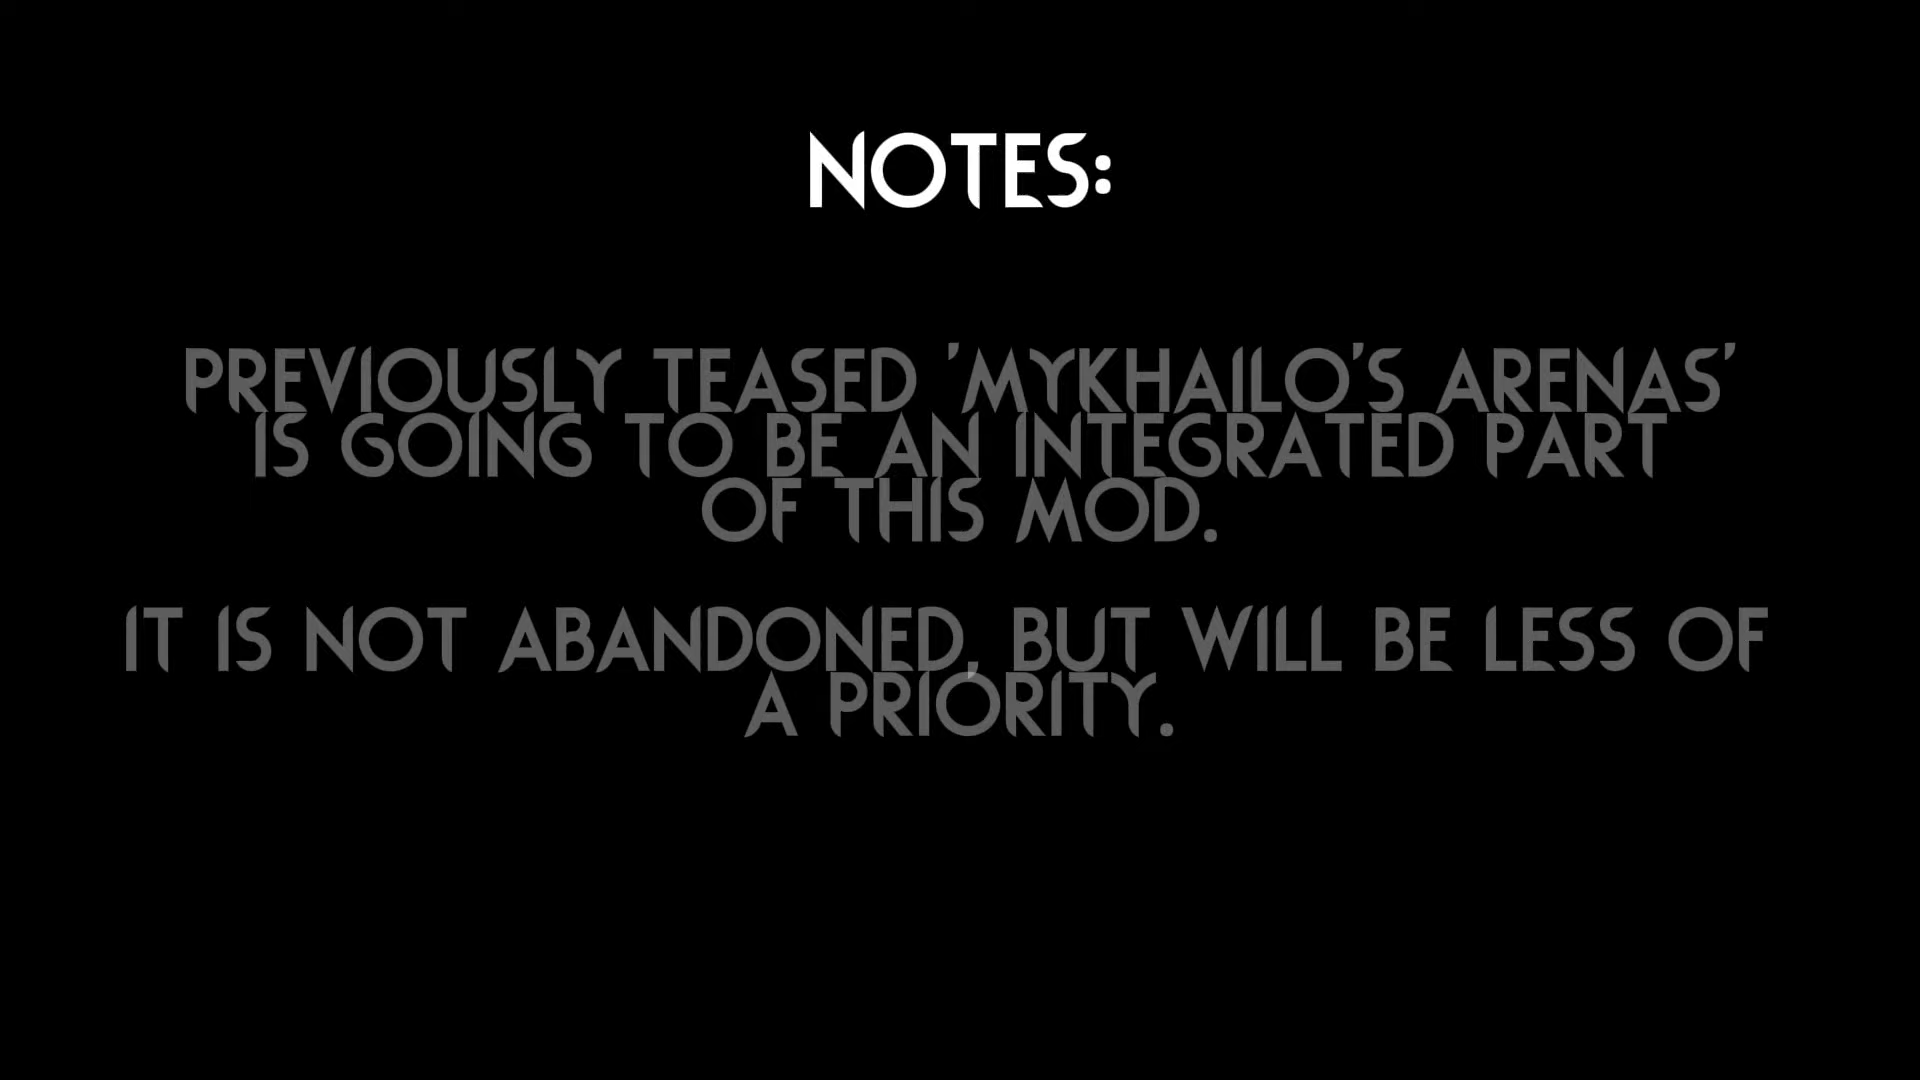 NOTES:
PREVIOUSLY TEASED 'MYKHAILO'S ARENAS'
IS GOING TO BE AN INTEGRATED PART
OF THIS MOD.
IT IS NOT ABANDONED, BUT WILL BE LESS OF
A PRIORITY.